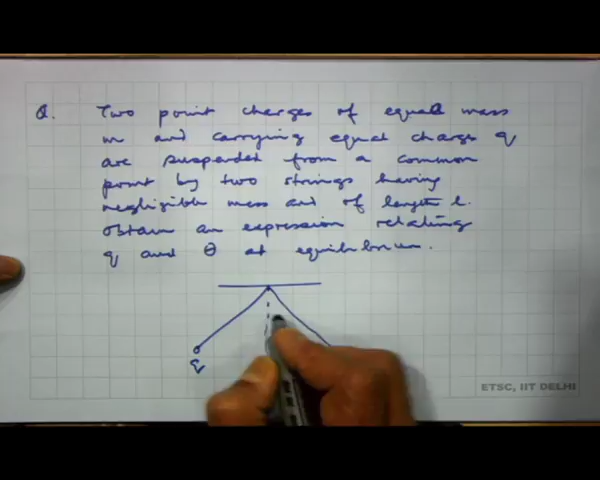 Q. Two point charges of equal mass
m and carrying equal charge q
are suspended from a common
point by two strings having
negligible mass and of length l.
obtain an expression relating
q and θ at equilibrium.
q
ETSC, IIT DELHI